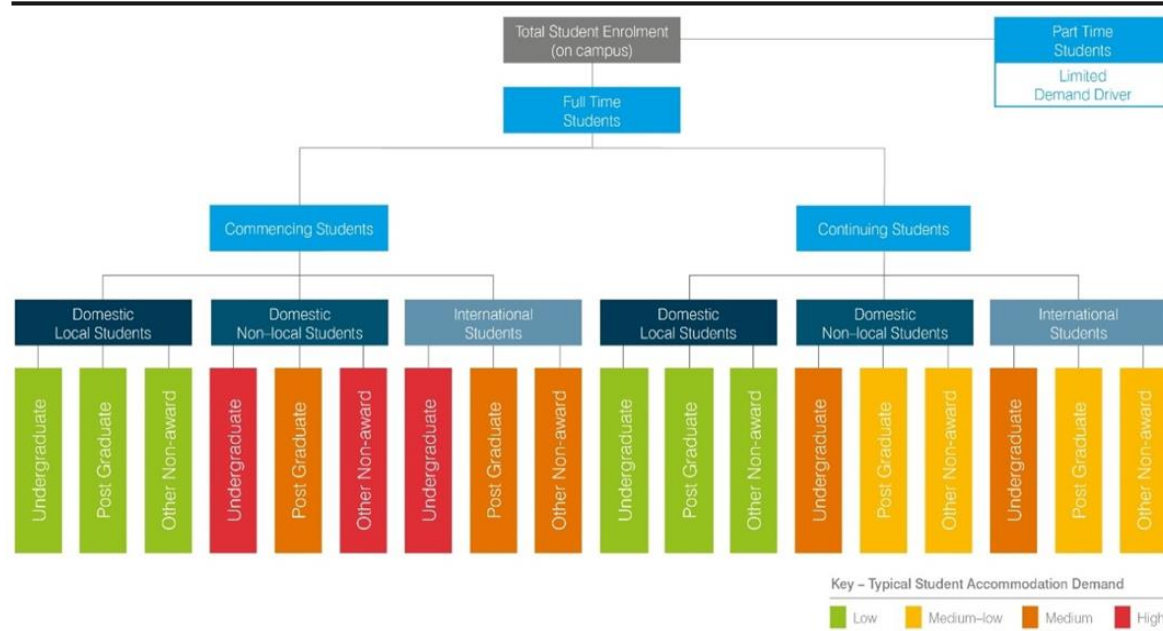 Total Student Enrolment
(on campus)
Part Time
Students
Limited
Demand Driver
Full Time
Students
Commencing Students
Continuing Students
Domestic
Local Students
Domestic
Non–local Students
International
Students
Domestic
Local Students
Domestic
Non–local Students
International
Students
Undergraduate
Post Graduate
Other Non-award
Undergraduate
Post Graduate
Other Non-award
Undergraduate
Post Graduate
Other Non-award
Undergraduate
Post Graduate
Other Non-award
Undergraduate
Post Graduate
Other Non-award
Undergraduate
Post Graduate
Other Non-award
Key – Typical Student Accommodation Demand
Low
Medium–low
Medium
High